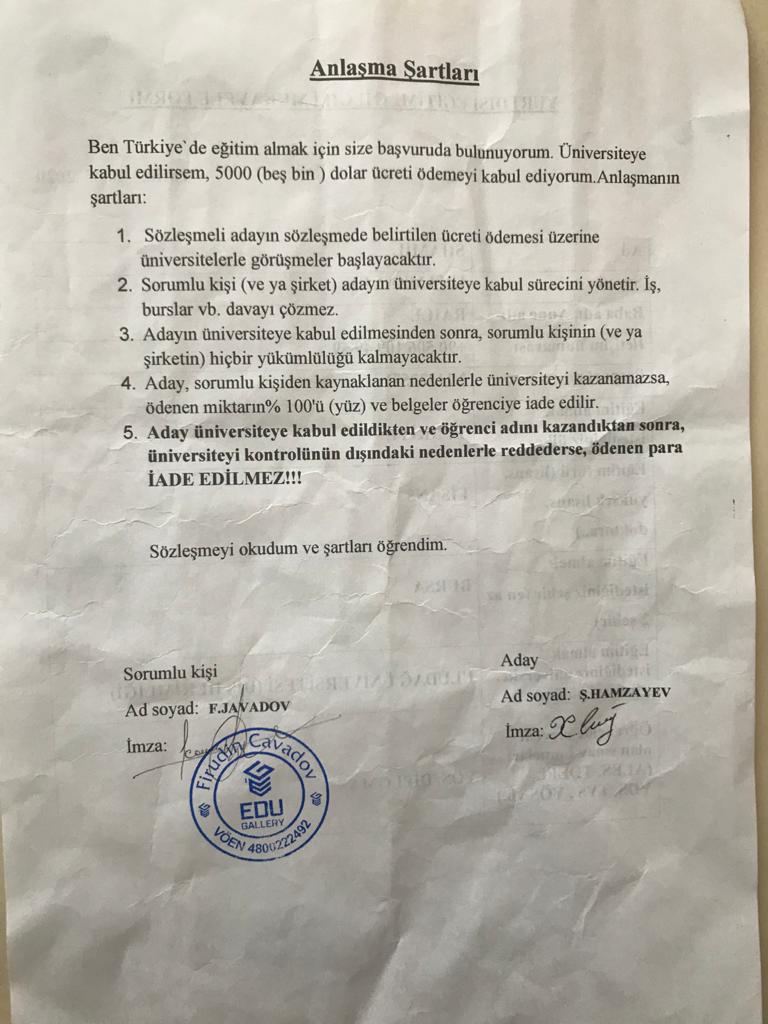 Anlaşma Şartları
Ben Türkiye`de eğitim almak için size başvuruda bulunuyorum. Üniversiteye
kabul edilirsem, 5000 (beş bin ) dolar ücreti ödemeyi kabul ediyorum.Anlaşmanın
şartları:
1. Sözleşmeli adayın sözleşmede belirtilen ücreti ödemesi üzerine
üniversitelerle görüşmeler başlayacaktır.
2. Sorumlu kişi (ve ya şirket) adayın üniversiteye kabul sürecini yönetir. İş,
burslar vb. davayı çözmez.
3. Adayın üniversiteye kabul edilmesinden sonra, sorumlu kişinin (ve ya
şirketin) hiçbir yükümlülüğü kalmayacaktır.
4. Aday, sorumlu kişiden kaynaklanan nedenlerle üniversiteyi kazanamazsa,
ödenen miktarın% 100'ü (yüz) ve belgeler öğrenciye iade edilir.
5. Aday üniversiteye kabul edildikten ve öğrenci adını kazandıktan sonra,
üniversiteyi kontrolünün dışındaki nedenlerle reddederse, ödenen para
İADE EDİLMEZ!!!
Sözleşmeyi okudum ve şartları öğrendim.
Sorumlu kişi
Ad soyad: F.JAVADOV
İmza:
Aday
Ad soyad: Ş.HAMZAYEV
İmza:
Firudin Cavadov
EDU
GALLERY
VÖEN 4800222492